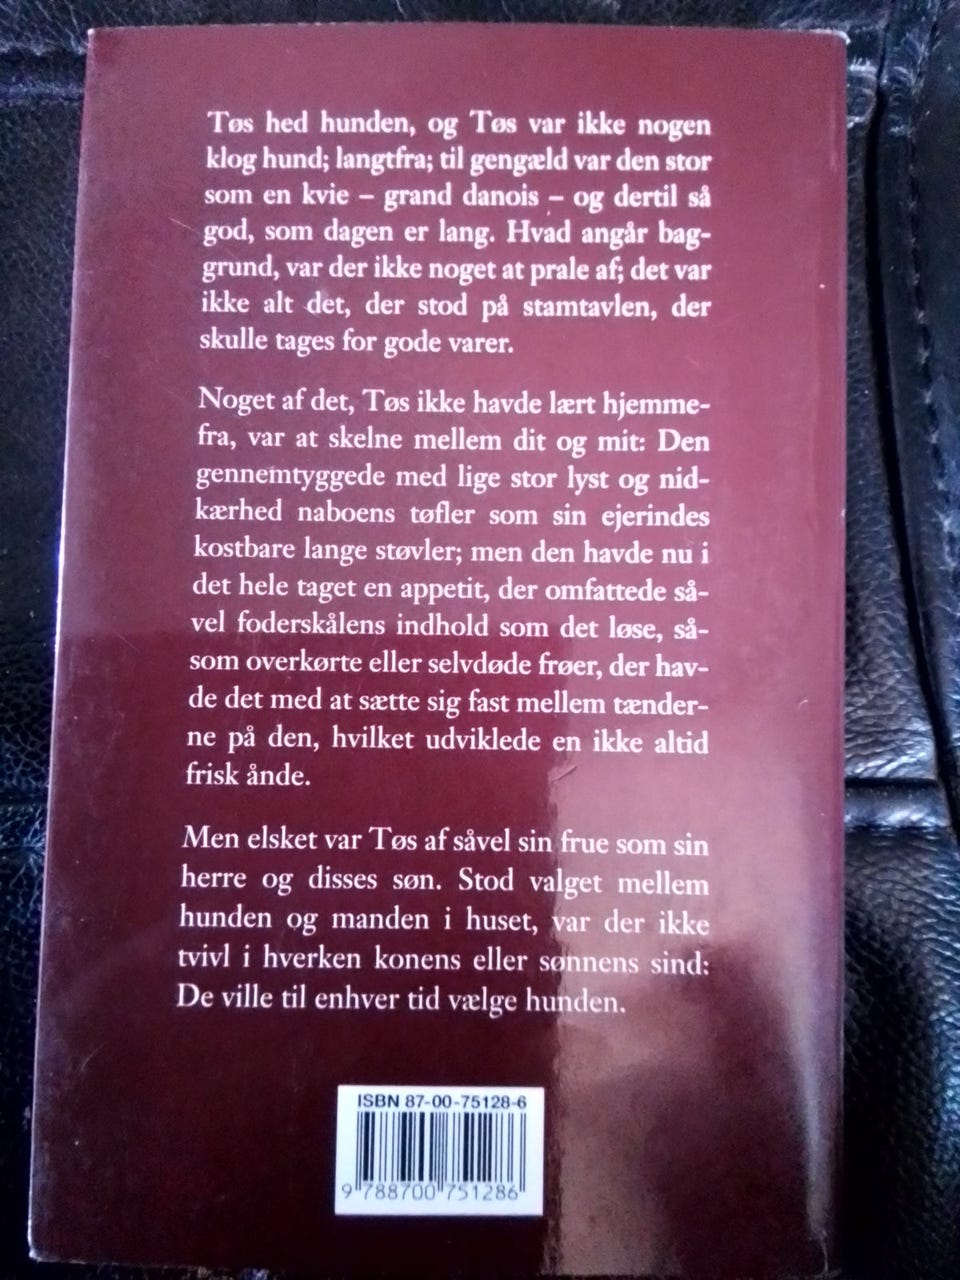 Tøs hed hunden, og Tøs var ikke nogen
klog hund; langtfra; til gengæld var den stor
som en kvie – grand danois – og dertil så
god, som dagen er lang. Hvad angår bag-
grund, var der ikke noget at prale af; det var
ikke alt det, der stod på stamtavlen, der
skulle tages for gode varer.
Noget af det, Tøs ikke havde lært hjemme-
fra, var at skelne mellem dit og mit: Den
gennemtyggede med lige stor lyst og nid-
kærhed naboens tøfler som sin ejerindes
kostbare lange støvler; men den havde nu i
det hele taget en appetit, der omfattede så-
vel foderskålens indhold som det løse, så-
som overkørte eller selvdøde frøer, der hav-
de det med at sætte sig fast mellem tænder-
ne på den, hvilket udviklede en ikke altid
frisk ånde.
Men elsket var Tøs af såvel sin frue som sin
herre og disses søn. Stod valget mellem
hunden og manden i huset, var der ikke
tvivl i hverken konens eller sønnens sind:
De ville til enhver tid vælge hunden.
ISBN 87-00-75128-6
9 788700 751286